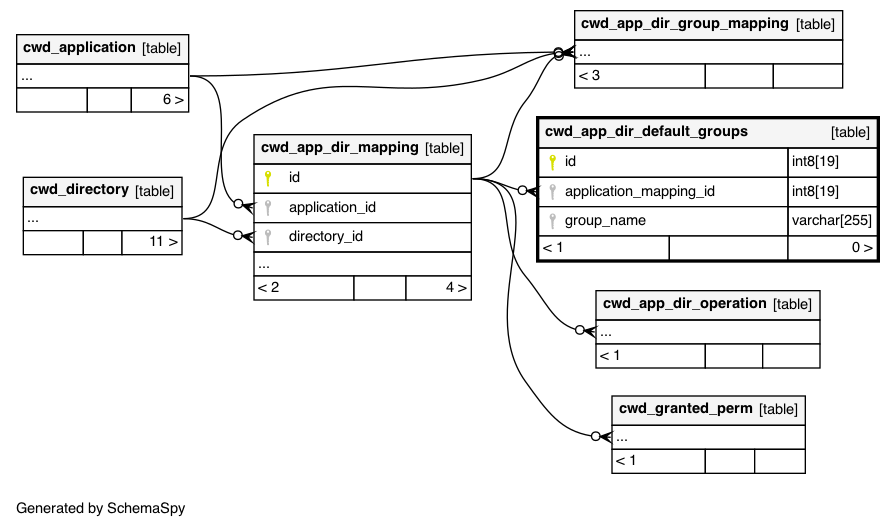 cwd_application [table]
...
6 >
cwd_directory [table]
...
11 >
cwd_app_dir_mapping [table]
id
application_id
directory_id
...
< 2 4 >
cwd_app_dir_group_mapping [table]
...
< 3
cwd_app_dir_default_groups [table]
id int8[19]
application_mapping_id int8[19]
group_name varchar[255]
< 1 0 >
cwd_app_dir_operation [table]
...
< 1
cwd_granted_perm [table]
...
< 1
Generated by SchemaSpy